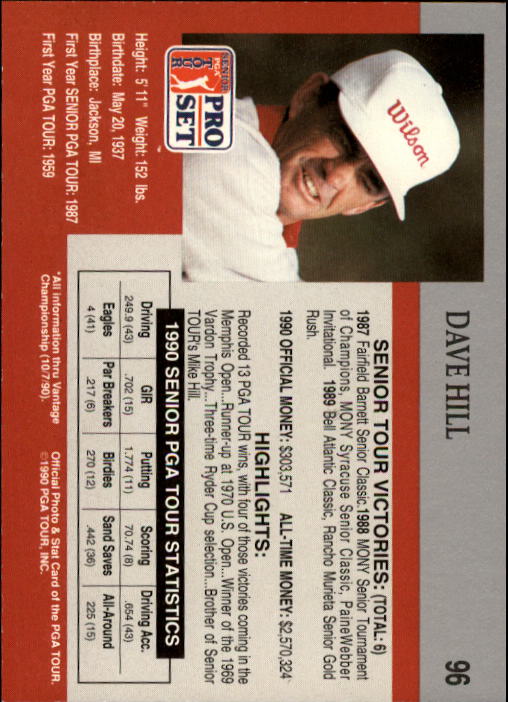 DAVE HILL
96
Wilson
SENIOR
PGA
TOUR
PRO
SET
™
Height: 5' 11" Weight: 152 lbs.
Birthdate: May 20, 1937
Birthplace: Jackson, MI
First Year SENIOR PGA TOUR: 1987
First Year PGA TOUR: 1959
SENIOR TOUR VICTORIES: (TOTAL: 6)
1987 Fairfield Barnett Senior Classic.1988 MONY Senior Tournament
of Champions, MONY Syracuse Senior Classic, PaineWebber
Invitational. 1989 Bell Atlantic Classic, Rancho Murieta Senior Gold
Rush.
1990 OFFICIAL MONEY: $303,571 ALL-TIME MONEY: $2,570,324
HIGHLIGHTS:
Recorded 13 PGA TOUR wins, with four of those victories coming in the
Memphis Open...Runner-up at 1970 U.S. Open...Winner of the 1969
Vardon Trophy...Three-time Ryder Cup selection...Brother of Senior
TOUR's Mike Hill.
1990 SENIOR PGA TOUR STATISTICS
Driving GIR Putting Scoring Driving Acc.
249.9 (43) .702 (15) 1.774 (11) 70.74 (8) .654 (43)
Eagles Par Breakers Birdies Sand Saves All-Around
4 (41) .217 (6) 270 (12) .442 (36) 225 (15)
*All information thru Vantage
Championship (10/7/90).
Official Photo & Stat Card of the PGA TOUR.
©1990 PGA TOUR, INC.